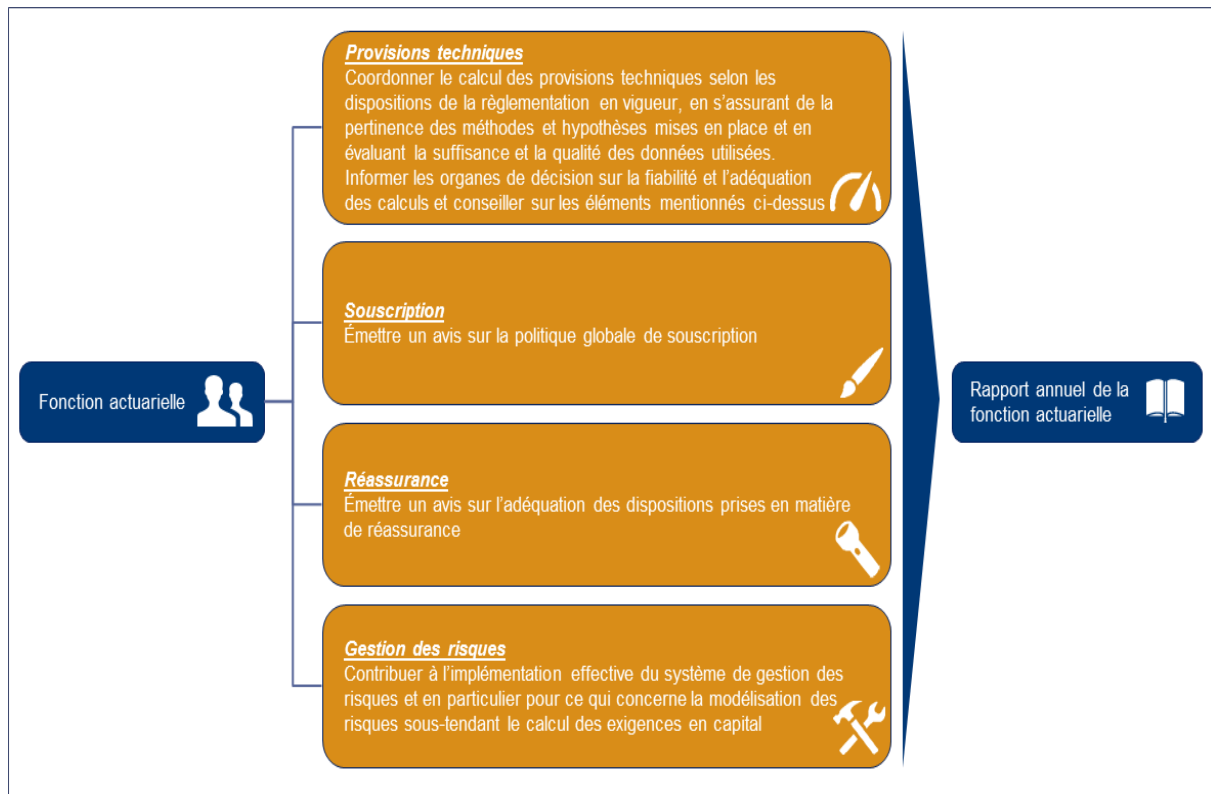 Fonction actuarielle
Provisions techniques
Coordonner le calcul des provisions techniques selon les
dispositions de la règlementation en vigueur, en s'assurant de la
pertinence des méthodes et hypothèses mises en place et en
évaluant la suffisance et la qualité des données utilisées.
Informer les organes de décision sur la fiabilité et l'adéquation
des calculs et conseiller sur les éléments mentionnés ci-dessus
Souscription
Émettre un avis sur la politique globale de souscription
Réassurance
Émettre un avis sur l'adéquation des dispositions prises en matière
de réassurance
Gestion des risques
Contribuer à l'implémentation effective du système de gestion des
risques et en particulier pour ce qui concerne la modélisation des
risques sous-tendant le calcul des exigences en capital
Rapport annuel de la
fonction actuarielle